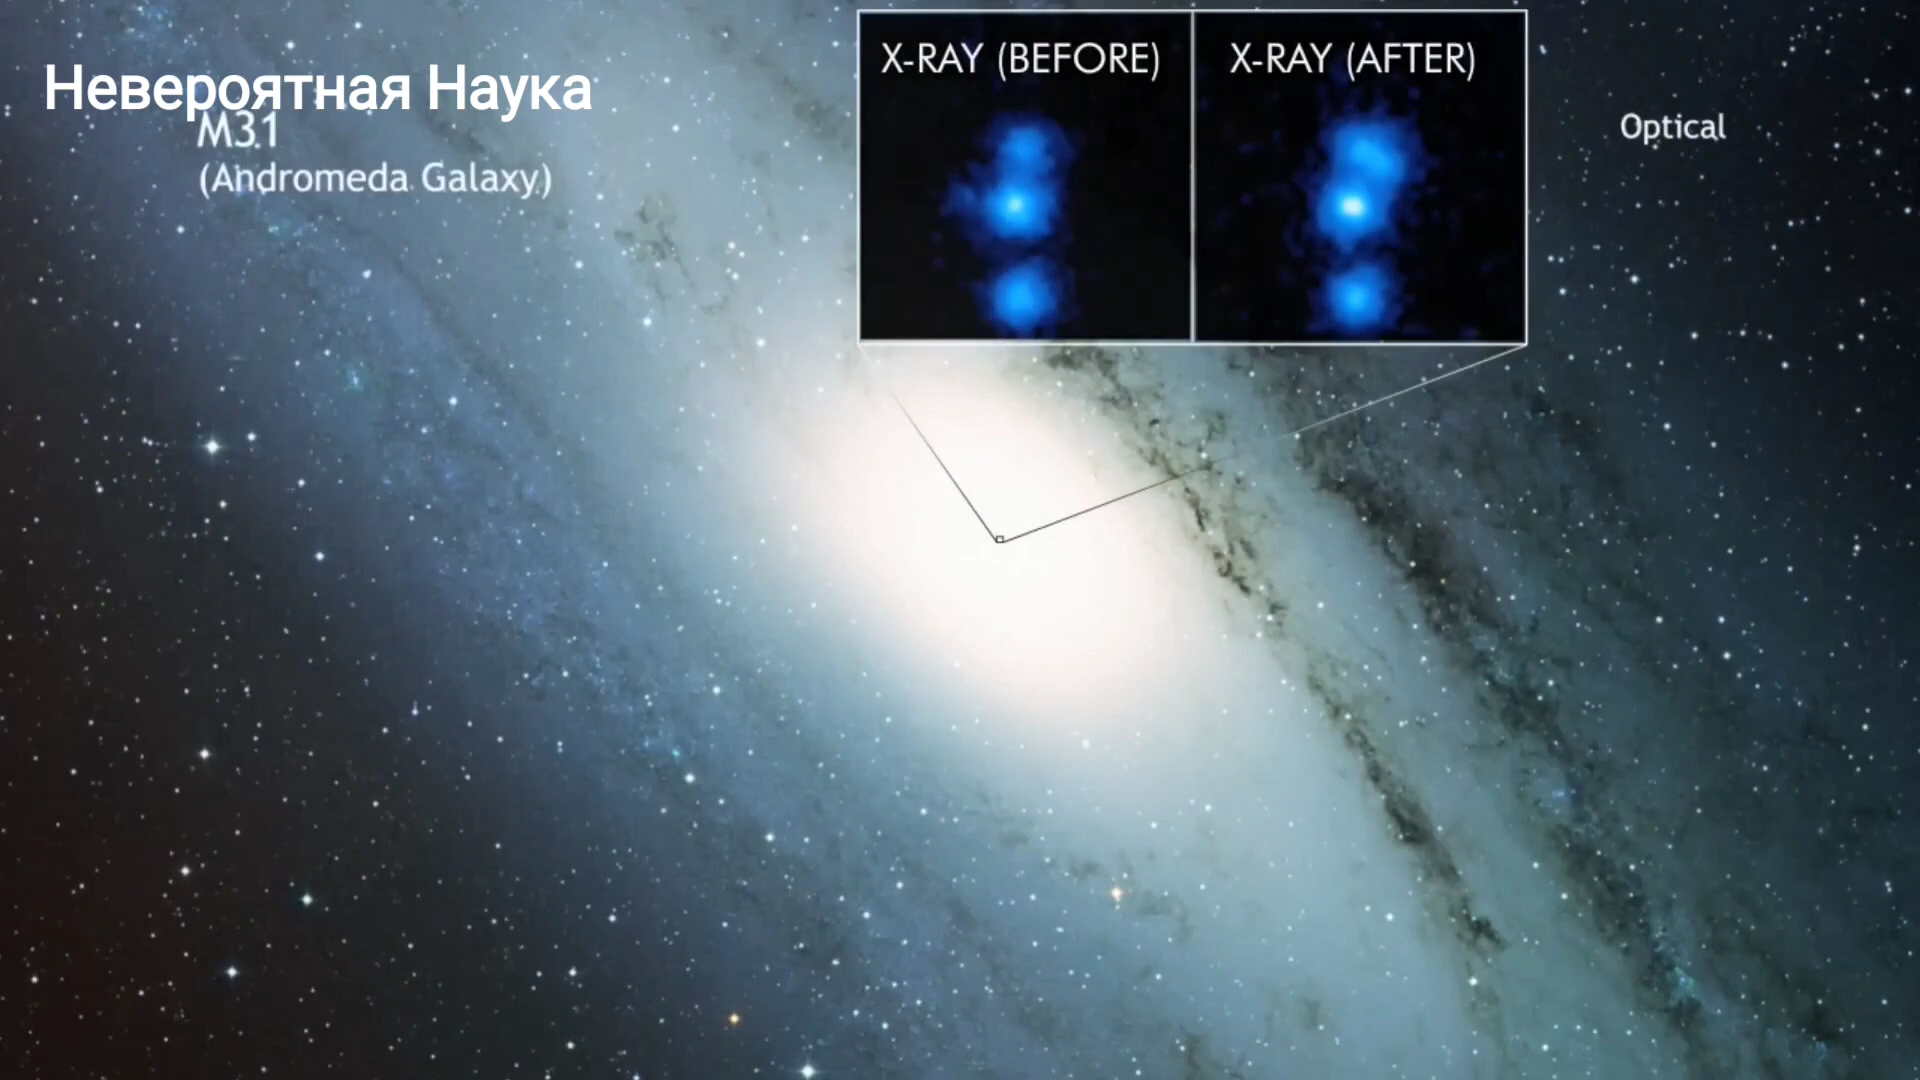 Невероятная Наука
M31
(Andromeda Galaxy)
X-RAY (BEFORE)
X-RAY (AFTER)
Optical